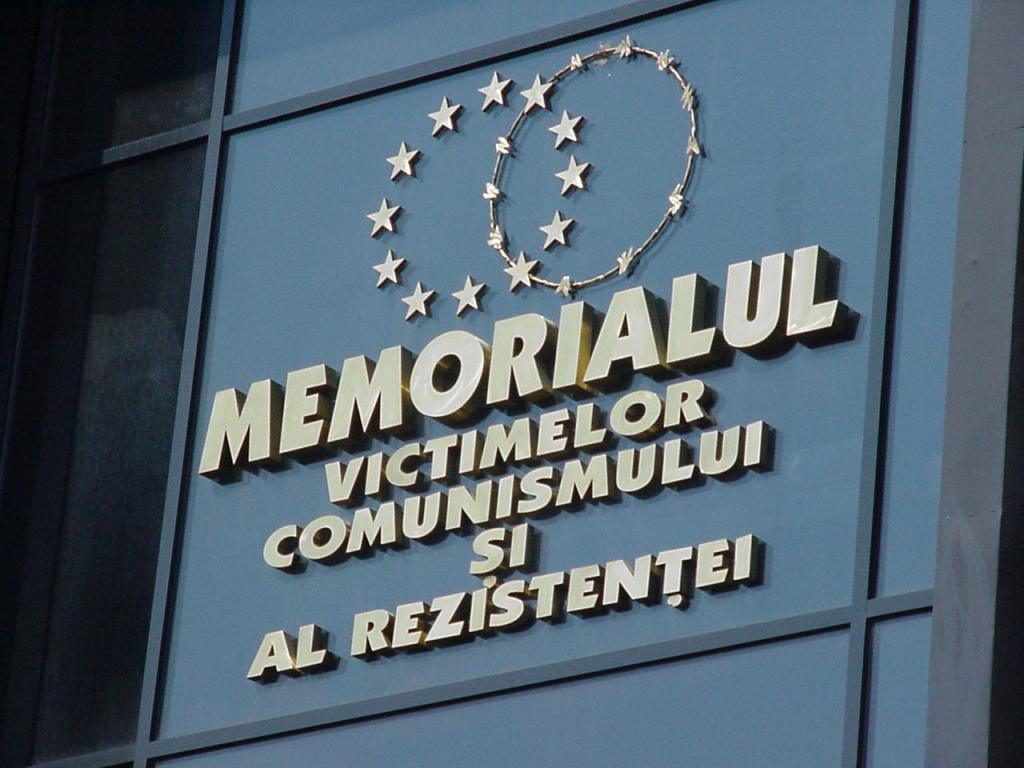 MEMORIALUL
VICTIMELOR
COMUNISMULUI
ȘI
AL REZISTENȚEI